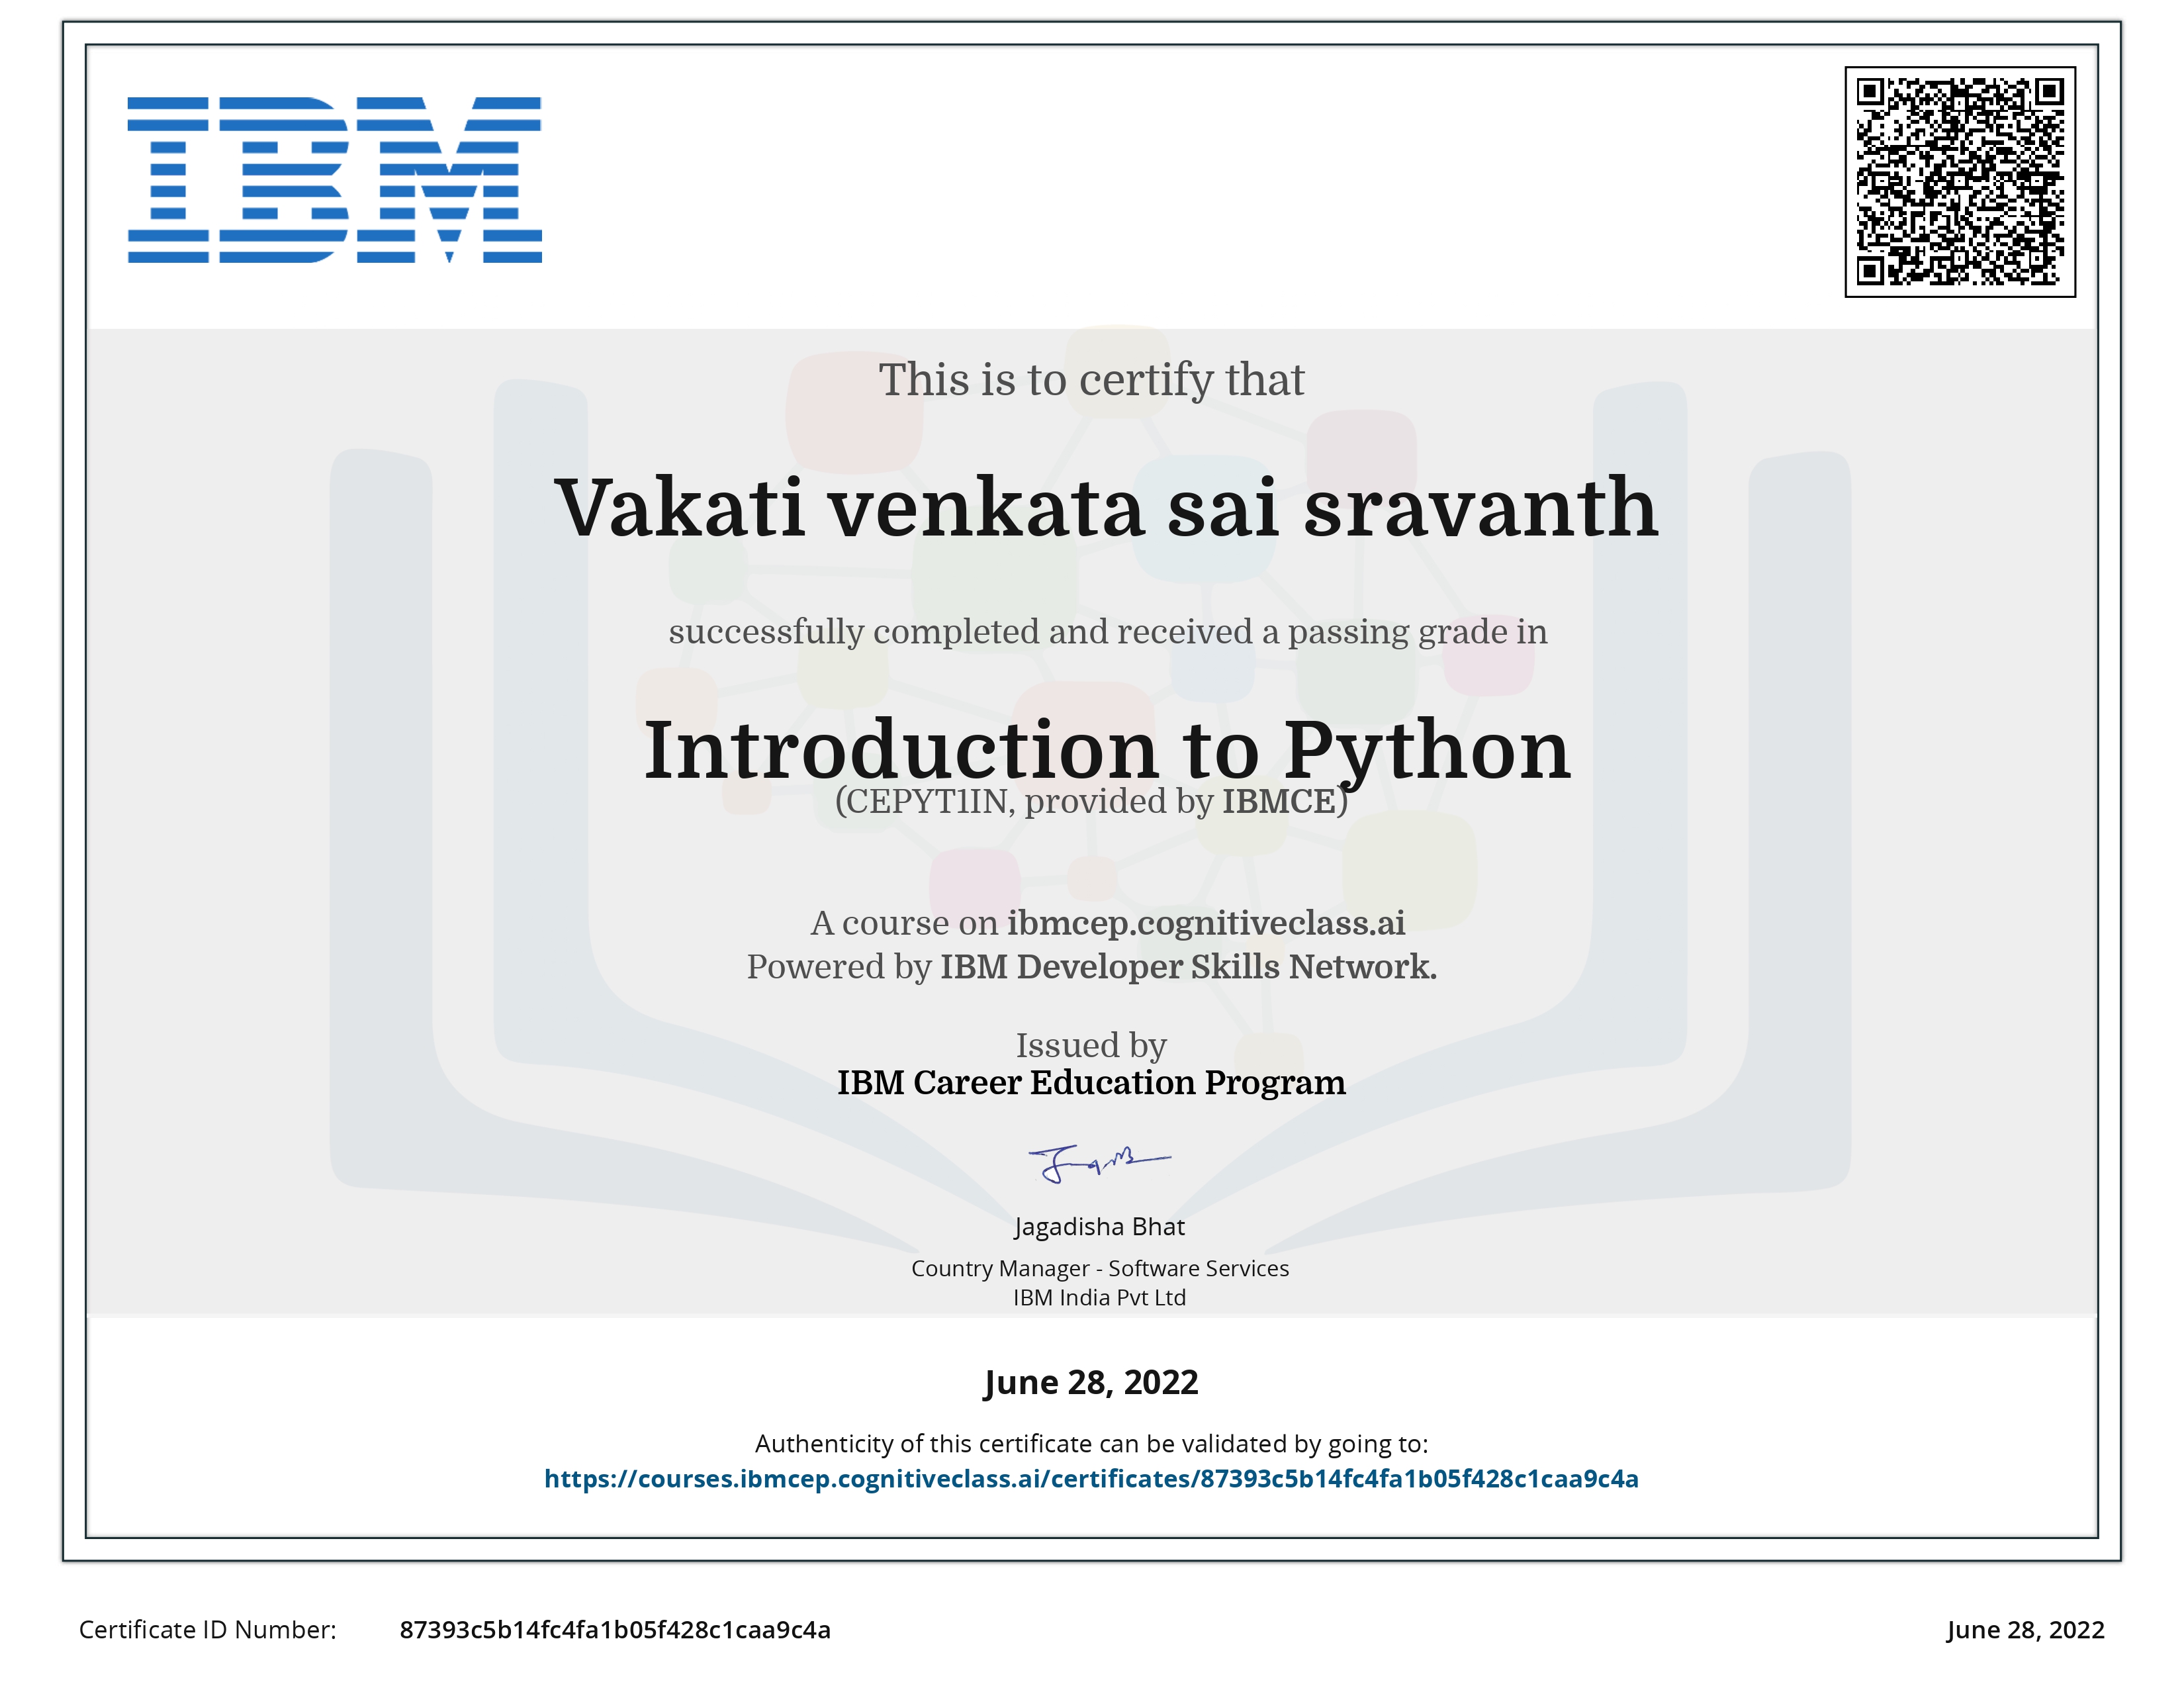 IBM
This is to certify that
Vakati venkata sai sravanth
successfully completed and received a passing grade in
Introduction to Python
(CEPYT1IN, provided by IBMCE)
A course on ibmcep.cognitiveclass.ai
Powered by IBM Developer Skills Network.
Issued by
IBM Career Education Program
Jagadisha Bhat
Country Manager - Software Services
IBM India Pvt Ltd
June 28, 2022
Authenticity of this certificate can be validated by going to:
https://courses.ibmcep.cognitiveclass.ai/certificates/87393c5b14fc4fa1b05f428c1caa9c4a
Certificate ID Number: 87393c5b14fc4fa1b05f428c1caa9c4a June 28, 2022